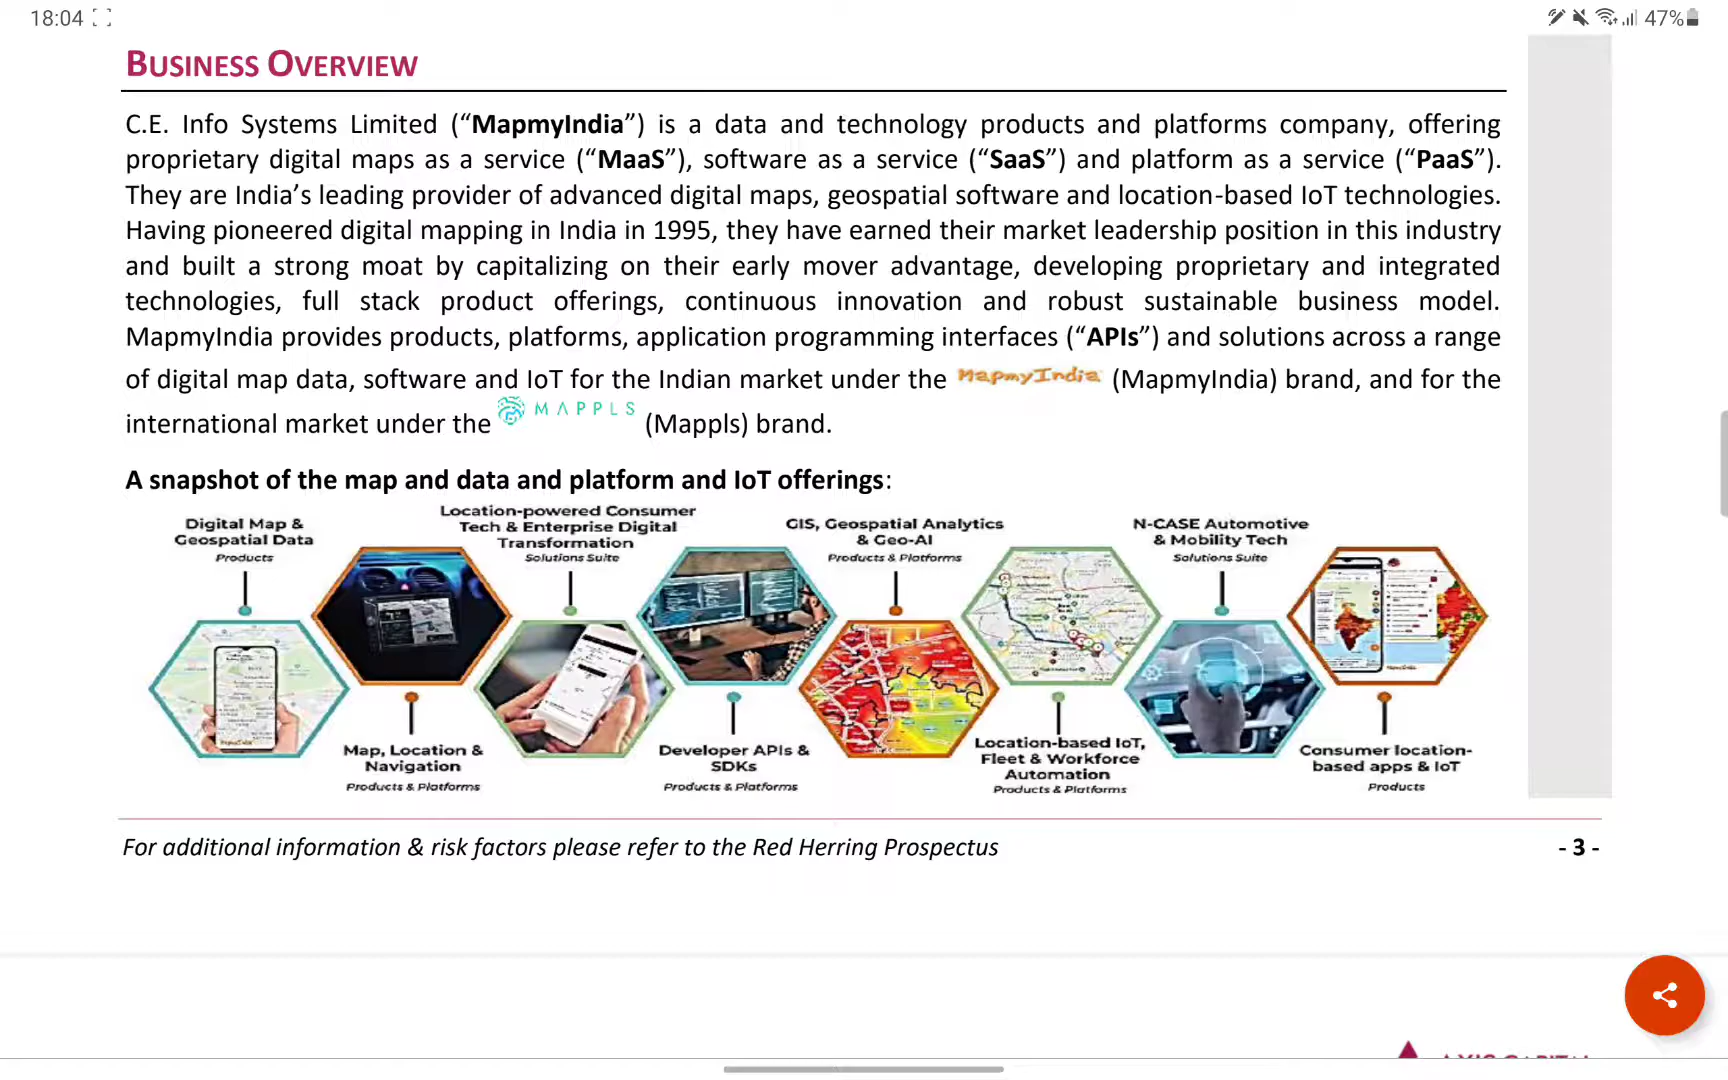 18:04
47%
BUSINESS OVERVIEW
C.E. Info Systems Limited (“MapmyIndia”) is a data and technology products and platforms company, offering
proprietary digital maps as a service (“MaaS”), software as a service (“SaaS”) and platform as a service (“PaaS”).
They are India’s leading provider of advanced digital maps, geospatial software and location-based IoT technologies.
Having pioneered digital mapping in India in 1995, they have earned their market leadership position in this industry
and built a strong moat by capitalizing on their early mover advantage, developing proprietary and integrated
technologies, full stack product offerings, continuous innovation and robust sustainable business model.
MapmyIndia provides products, platforms, application programming interfaces (“APIs”) and solutions across a range
of digital map data, software and IoT for the Indian market under the MapmyIndia (MapmyIndia) brand, and for the
international market under the MAPPLS (Mappls) brand.
A snapshot of the map and data and platform and IoT offerings:
Digital Map &
Geospatial Data
Products
Location-powered Consumer
Tech & Enterprise Digital
Transformation
Solutions Suite
GIS, Geospatial Analytics
& Geo-AI
Products & Platforms
N-CASE Automotive
& Mobility Tech
Solutions Suite
Map, Location &
Navigation
Products & Platforms
Developer APIs &
SDKs
Products & Platforms
Location-based IoT,
Fleet & Workforce
Automation
Products & Platforms
Consumer location-
based apps & IoT
Products
For additional information & risk factors please refer to the Red Herring Prospectus
- 3 -